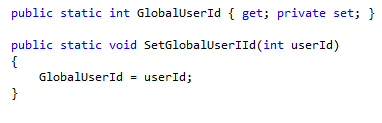 public static int GlobalUserId { get; private set; }
public static void SetGlobalUserIId(int userId)
{
    GlobalUserId = userId;
}